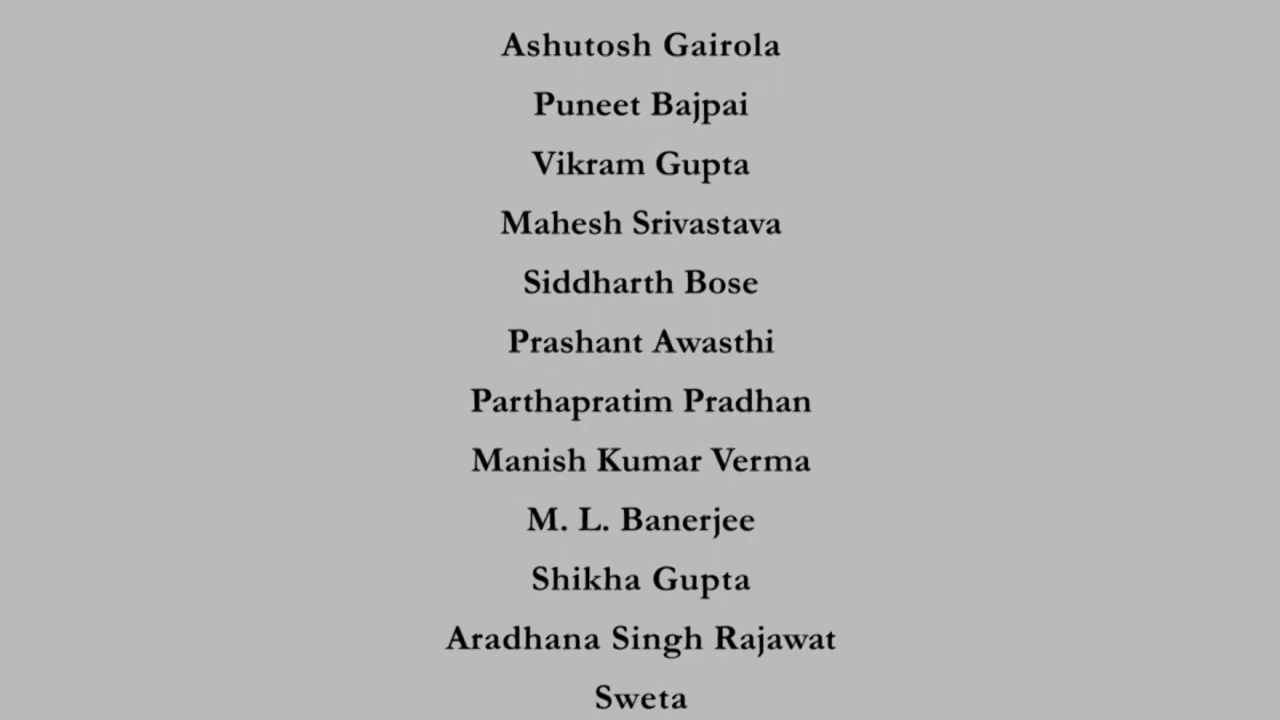 Ashutosh Gairola
Puneet Bajpai
Vikram Gupta
Mahesh Srivastava
Siddharth Bose
Prashant Awasthi
Parthapratim Pradhan
Manish Kumar Verma
M. L. Banerjee
Shikha Gupta
Aradhana Singh Rajawat
Sweta